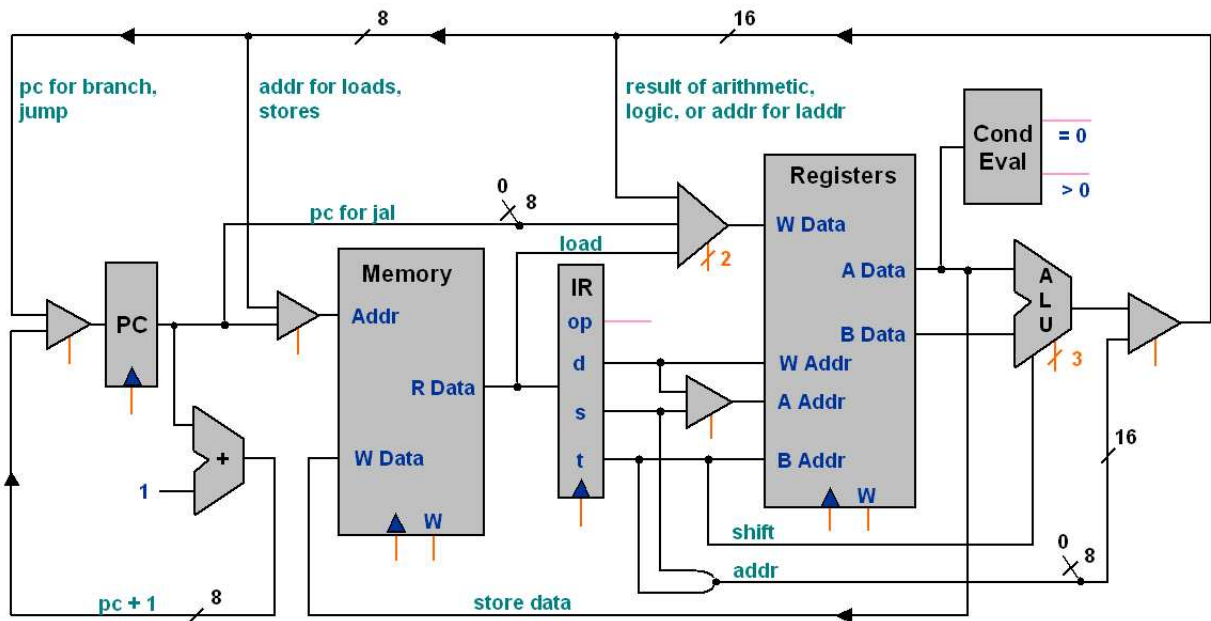 8
16
pc for branch,
jump
addr for loads,
stores
result of arithmetic,
logic, or addr for laddr
Cond
Eval
= 0
> 0
Registers
W Data
A Data
B Data
W Addr
A Addr
B Addr
W
0
8
pc for jal
load
2
Memory
Addr
R Data
W Data
W
IR
op
d
s
t
PC
A
L
U
3
+
1
16
shift
addr
0
8
pc + 1
8
store data